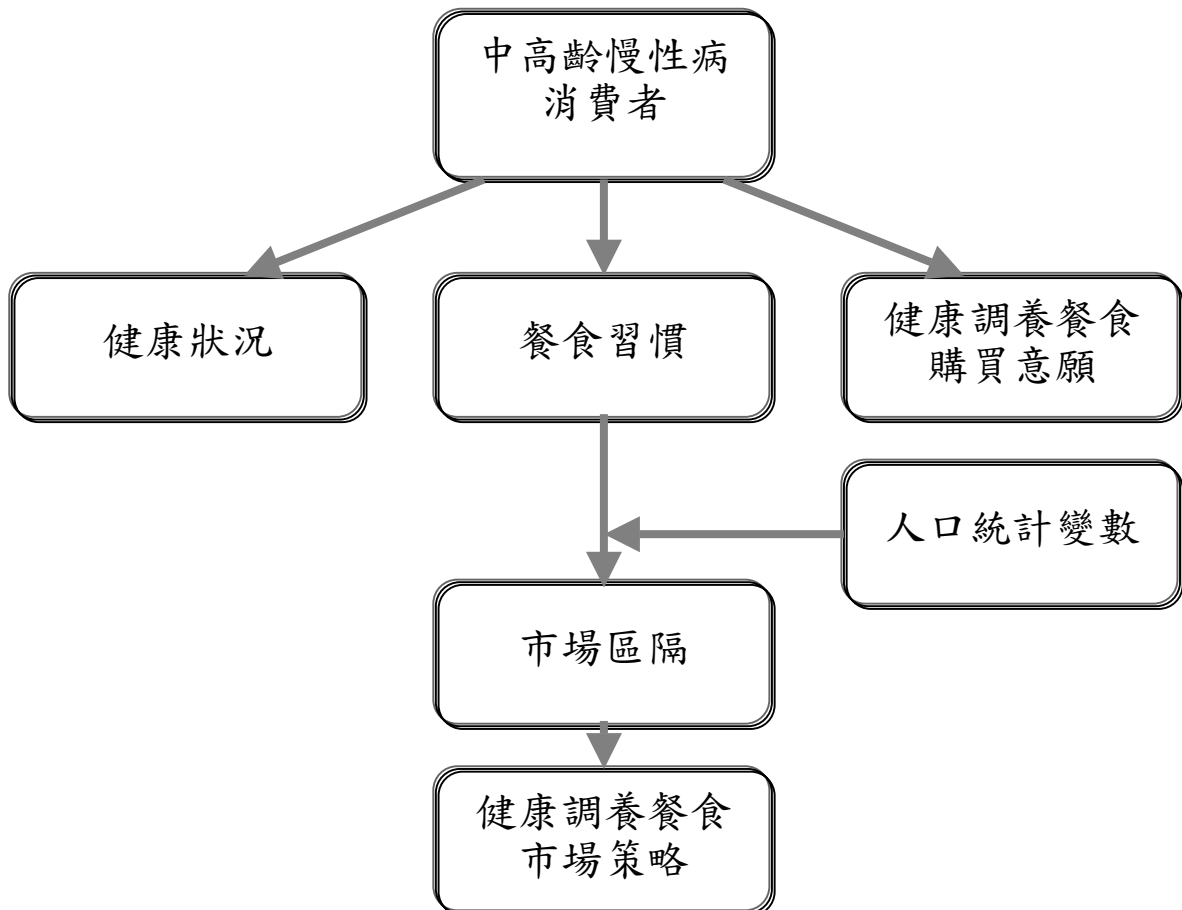 中高齡慢性病
消費者
健康狀況
餐食習慣
健康調養餐食
購買意願
人口統計變數
市場區隔
健康調養餐食
市場策略